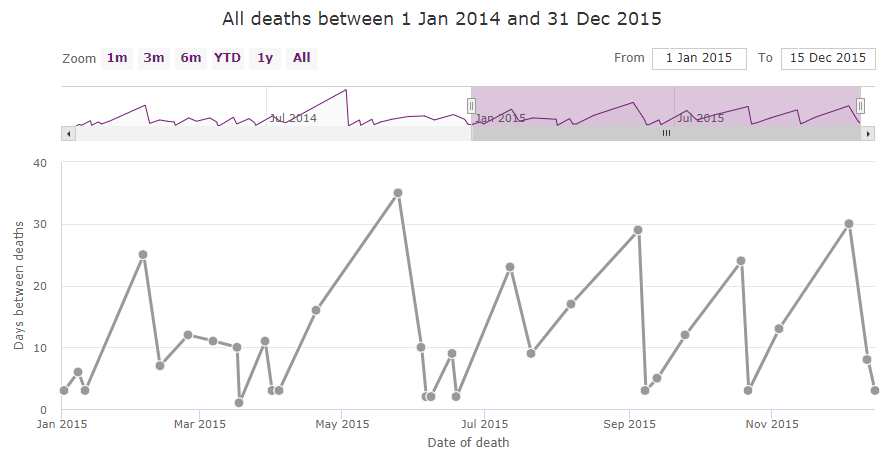 All deaths between 1 Jan 2014 and 31 Dec 2015
Zoom 1m 3m 6m YTD 1y All From 1 Jan 2015 To 15 Dec 2015
Jul 2014 Jan 2015 Jul 2015
Days between deaths
40
30
20
10
0
Jan 2015 Mar 2015 May 2015 Jul 2015 Sep 2015 Nov 2015
Date of death